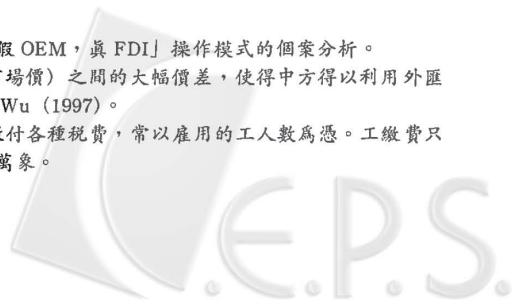 假 OEM，眞 FDI」操作模式的個案分析。
場價）之間的大幅價差，使得中方得以利用外匯
Wu (1997)。
付各種稅費，常以雇用的工人數爲憑。工繳費只
萬象。
C.E.P.S.